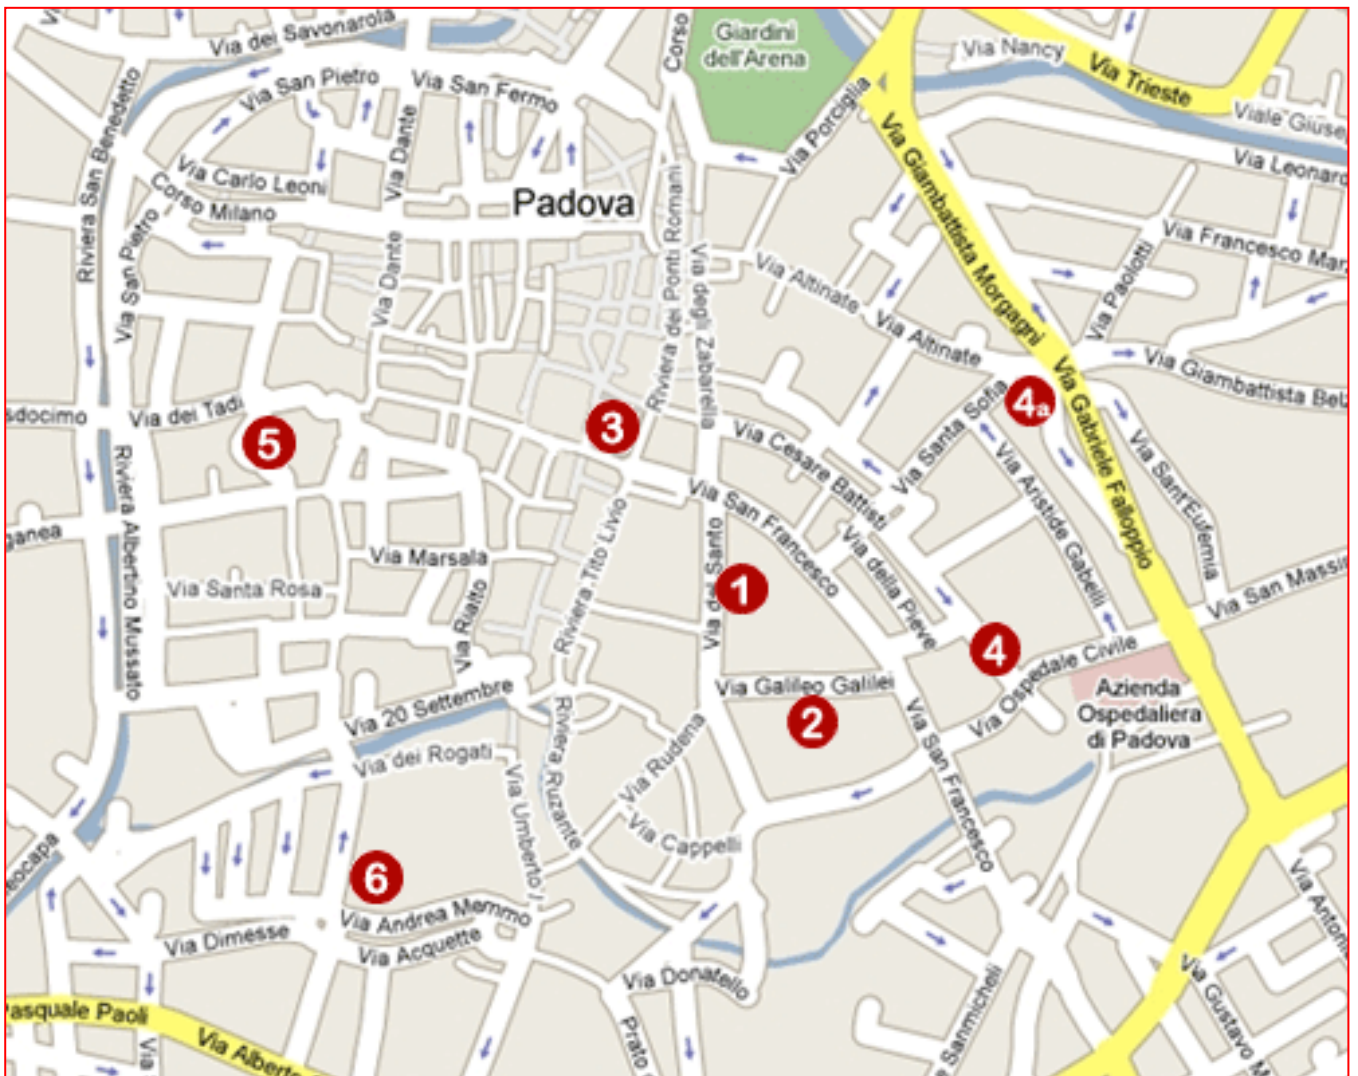 Via dei Savonarola
Corso
Giardini
dell'Arena
Via Nancy
Via Trieste
Via San Pietro
Via San Fermo
Via Porciglia
Viale Giuse
Riviera San Benedetto
Via Dante
Via Giambattista Morgagni
Via Leonard
Via Carlo Leoni
Corso Milano
Padova
Riviera dei Ponti Romani
Via San Pietro
Via Dante
Via degli Zabarella
Via Altinate
Via Altinate
Via Paolotti
Via Francesco Mar
Via Giambattista Bel
Via Gabriele Falloppio
Via Santa Sofia
4a
sdocimo
Via dei Tadi
5
3
Via Cesare Battisti
Via Sant'Eufemia
Via Aristide Gabelli
Riviera Albertino Mussato
Via San Francesco
ganea
Via Marsala
Riviera Tito Livio
Via del Santo
1
Via della Pieve
Via San Massi
Via Santa Rosa
Via Rialto
4
Via Ospedale Civile
Via Galileo Galilei
2
Azienda
Ospedaliera
di Padova
Via 20 Settembre
Via dei Rogati
Riviera Ruzante
Via Rudena
Via San Francesco
Via Umberto I
Via Cappelli
eocapa
6
Via Andrea Memmo
Via Dimesse
Via Acquette
Via Donatello
Via Antoni
Via Gustavo M
Sanmicheli
Prato
asquale Paoli
Via Alberto
Via